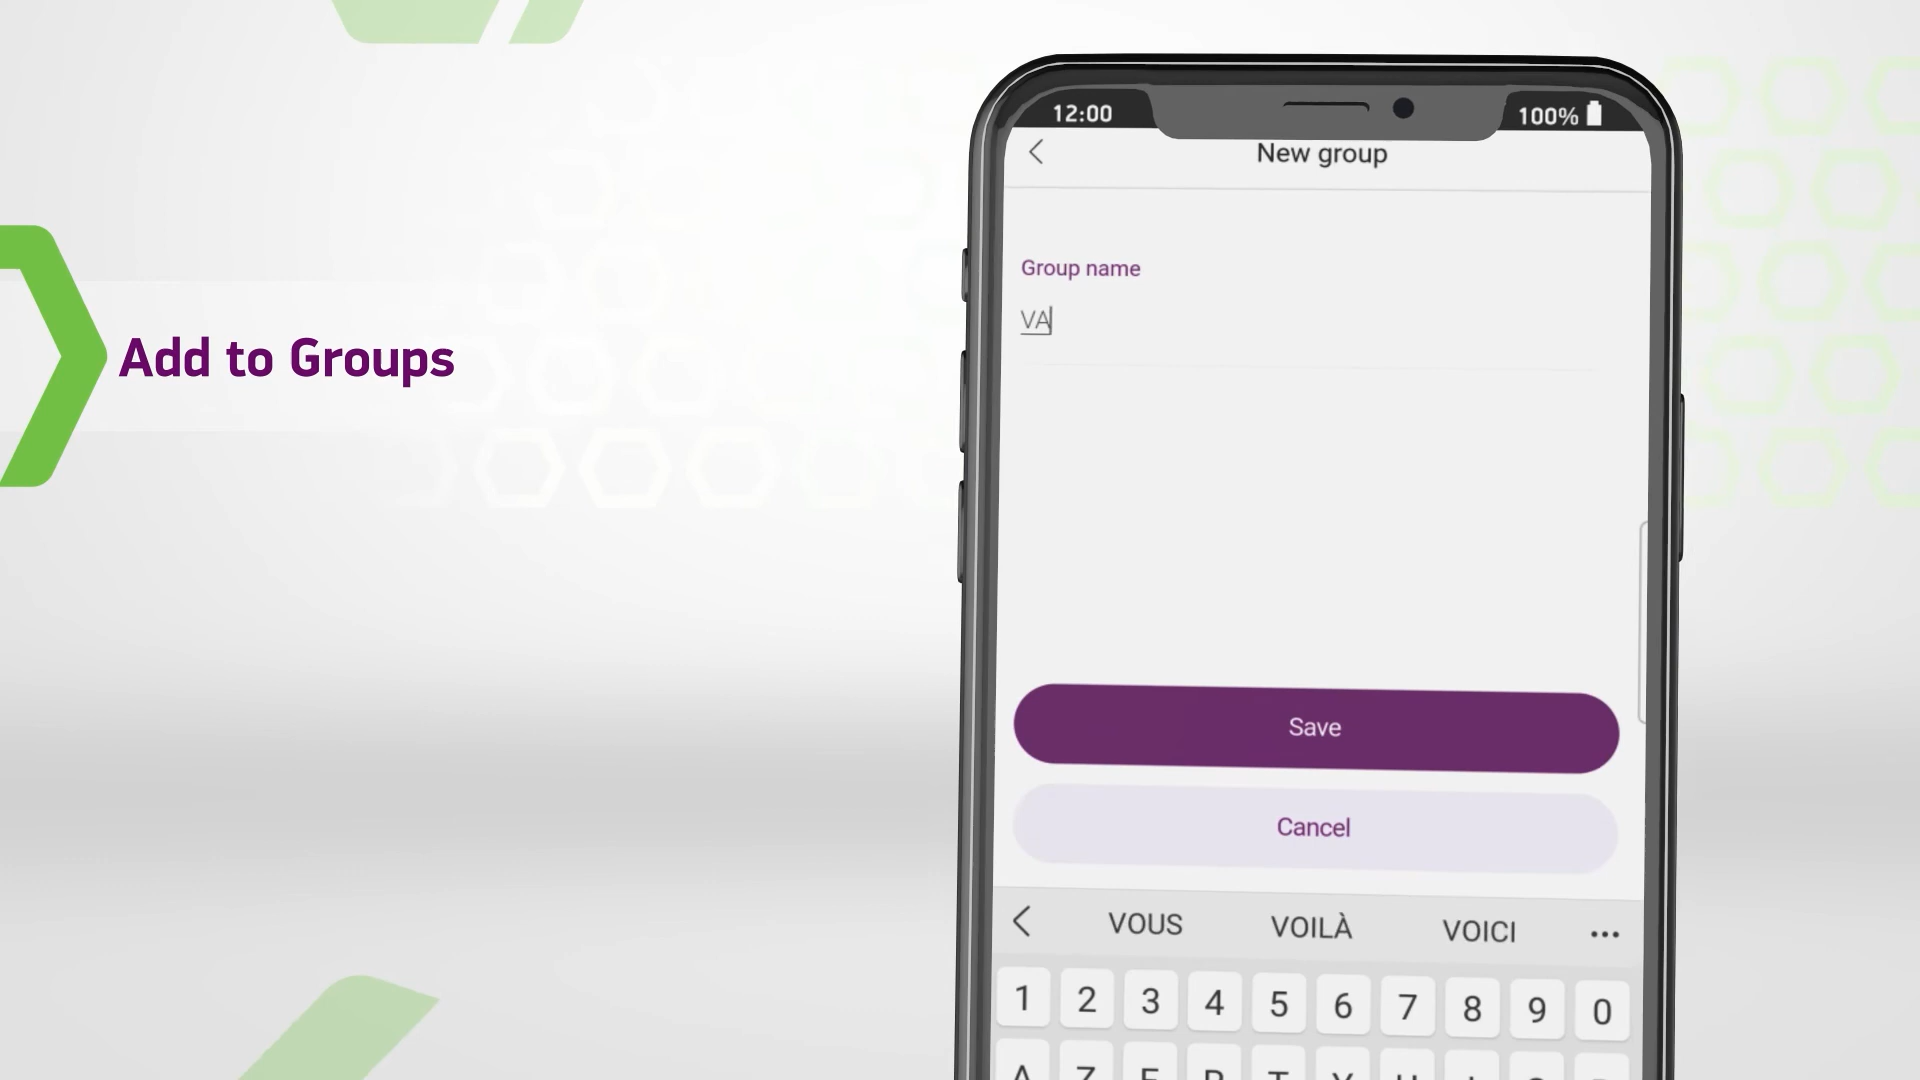 Add to Groups
12:00
100%
New group
Group name
VA
Save
Cancel
VOUS VOILÀ VOICI
1 2 3 4 5 6 7 8 9 0